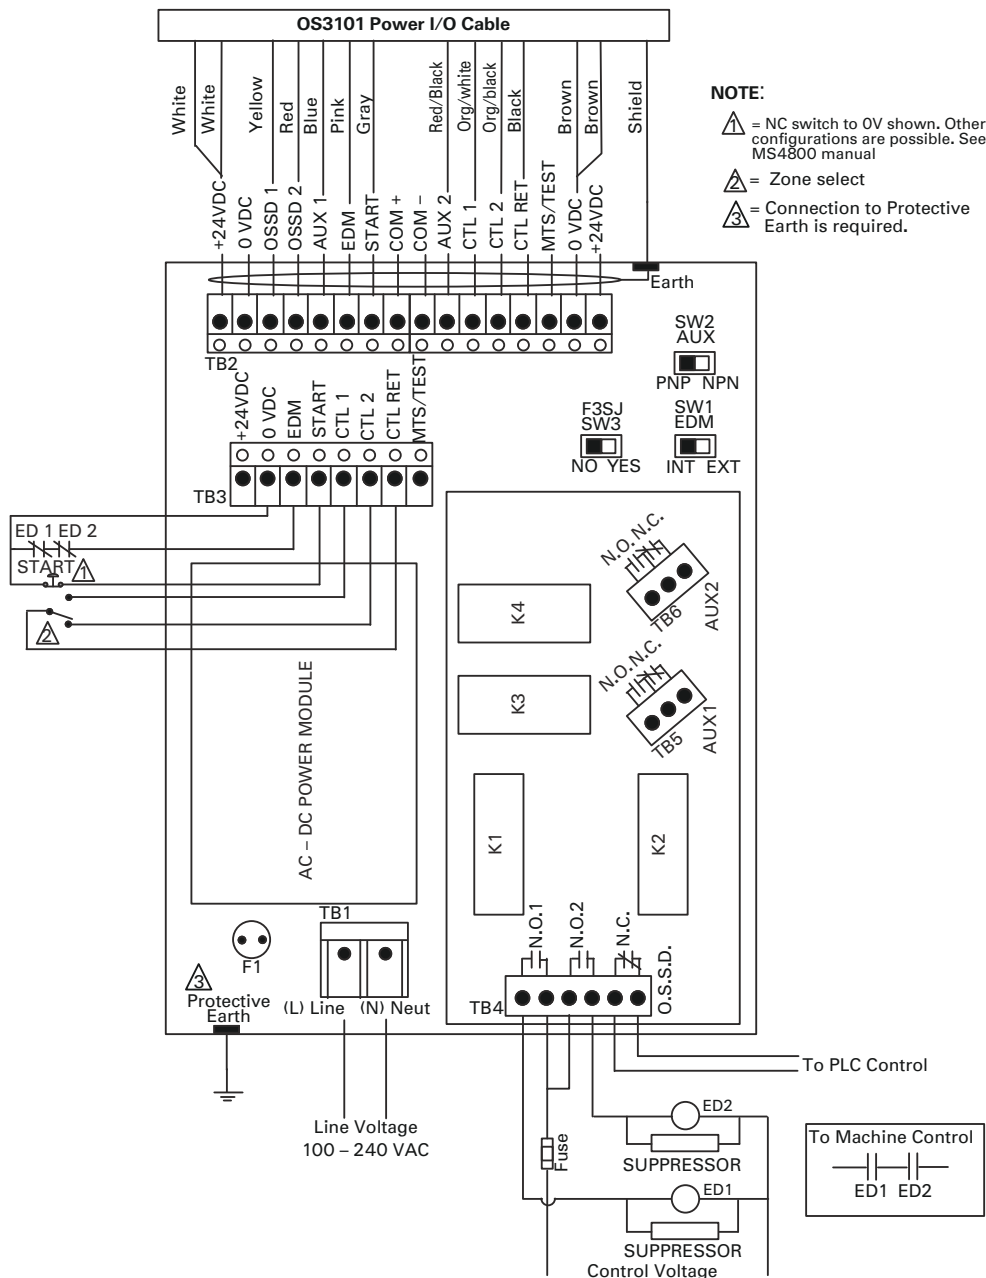 OS3101 Power I/O Cable
White
White
Yellow
Red
Blue
Pink
Gray
Red/Black
Org/white
Org/black
Black
Brown
Brown
Shield
NOTE:
1 = NC switch to 0V shown. Other
configurations are possible. See
MS4800 manual
2 = Zone select
3 = Connection to Protective
Earth is required.
+24VDC
0 VDC
OSSD 1
OSSD 2
AUX 1
EDM
START
COM +
COM –
AUX 2
CTL 1
CTL 2
CTL RET
MTS/TEST
0 VDC
+24VDC
Earth
TB2
SW2
AUX
PNP NPN
F3SJ
SW3
NO YES
SW1
EDM
INT EXT
+24VDC
0 VDC
EDM
START
CTL 1
CTL 2
CTL RET
MTS/TEST
TB3
ED 1 ED 2
START
1
2
AC – DC POWER MODULE
K4
K3
K1
K2
N.O. N.C.
TB6
AUX2
N.O. N.C.
TB5
AUX1
F1
TB1
3
Protective
Earth
(L) Line (N) Neut
N.O.1
N.O.2
N.C.
O.S.S.D.
TB4
To PLC Control
Line Voltage
100 – 240 VAC
Fuse
ED2
SUPPRESSOR
ED1
SUPPRESSOR
Control Voltage
To Machine Control
ED1 ED2